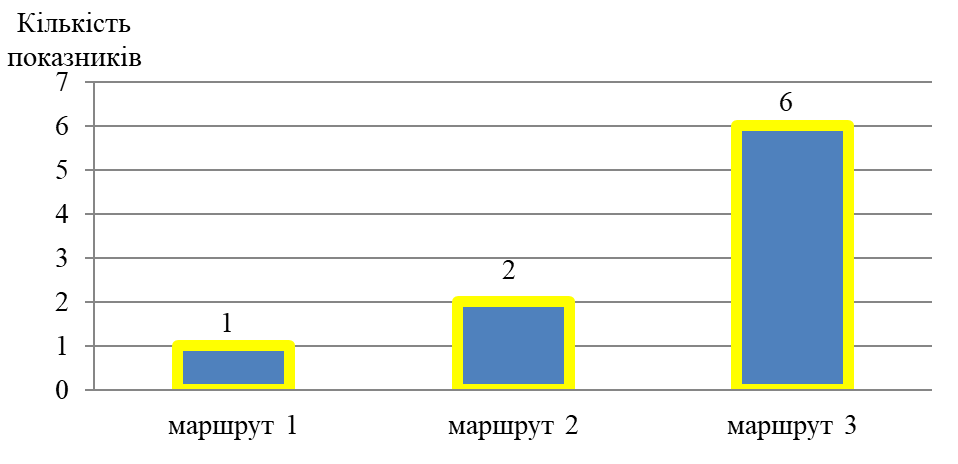 Кількість
показників
7
6
5
4
3
2
1
0
1
2
6
маршрут 1
маршрут 2
маршрут 3